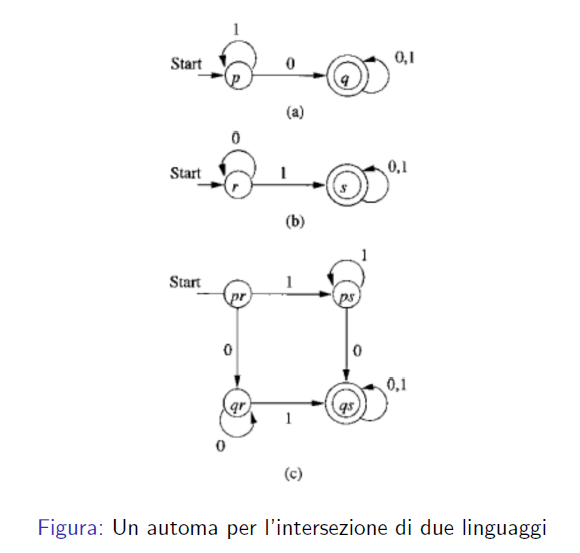 1
Start p 0 q 0,1
(a)
0
Start r 1 s 0,1
(b)
1
Start pr 1 ps
0 0
qr 1 qs 0,1
0
(c)
Figura: Un automa per l'intersezione di due linguaggi